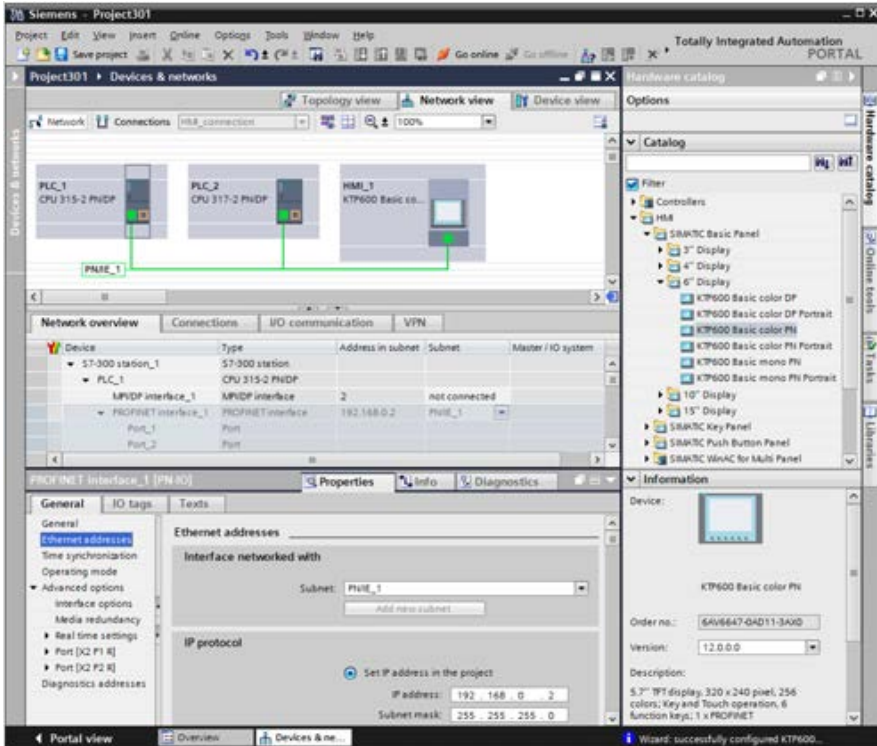 Siemens - Project301
Project Edit View Insert Online Options Tools Window Help
Save project Go online Go offline
Totally Integrated Automation
PORTAL
Project301 Devices & networks
Topology view Network view Device view
Network Connections HMI_connection 100%
Devices & networks
PLC_1
CPU 315-2 PN/DP
PLC_2
CPU 317-2 PN/DP
HMI_1
KTP600 Basic co...
PN/IE_1
Network overview Connections I/O communication VPN
Device Type Address in subnet Subnet Master / IO system
S7-300 station_1 S7-300 station
PLC_1 CPU 315-2 PN/DP
MPI/DP interface_1 MPI/DP interface 2 not connected
PROFINET interface_1 PROFINET interface 192.168.0.2 PN/IE_1
Port_1 Port
Port_2 Port
PROFINET interface_1 [PN-IO]
Properties Info Diagnostics
General IO tags Texts
General
Ethernet addresses
Time synchronization
Operating mode
Advanced options
Interface options
Media redundancy
Real time settings
Port [X2 P1 R]
Port [X2 P2 R]
Diagnostics addresses
Ethernet addresses
Interface networked with
Subnet: PN/IE_1
Add new subnet
IP protocol
Set IP address in the project
IP address: 192 . 168 . 0 . 2
Subnet mask: 255 . 255 . 255 . 0
Hardware catalog
Options
Catalog
Filter
Controllers
HMI
SIMATIC Basic Panel
3" Display
4" Display
6" Display
KTP600 Basic color DP
KTP600 Basic color DP Portrait
KTP600 Basic color PN
KTP600 Basic color PN Portrait
KTP600 Basic mono PN
KTP600 Basic mono PN Portrait
10" Display
15" Display
SIMATIC Key Panel
SIMATIC Push Button Panel
SIMATIC WinAC for Multi Panel
Information
Device:
KTP600 Basic color PN
Order no.: 6AV6647-0AD11-3AX0
Version: 12.0.0.0
Description:
5.7" TFT display, 320 x 240 pixel, 256
colors; Key and Touch operation, 6
function keys; 1 x PROFINET
Hardware catalog
Online tools
Tasks
Libraries
Portal view Overview Devices & ne...
Wizard: successfully configured KTP600...